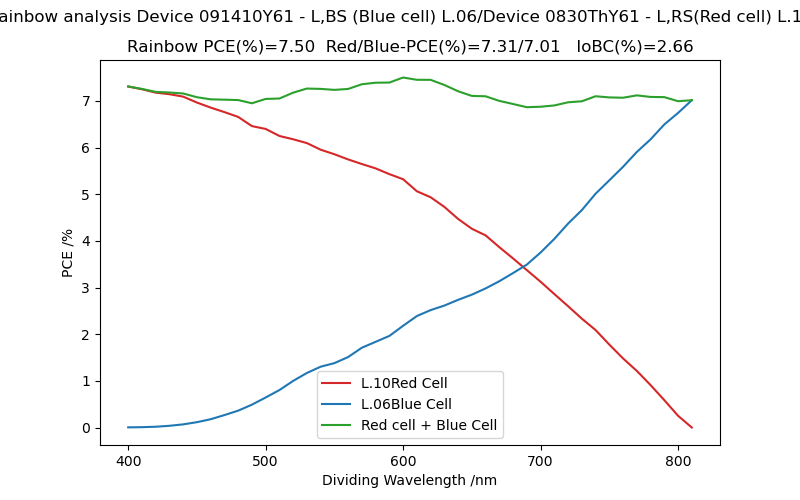 ainbow analysis Device 091410Y61 - L,BS (Blue cell) L.06/Device 0830ThY61 - L,RS(Red cell) L.1
Rainbow PCE(%)=7.50 Red/Blue-PCE(%)=7.31/7.01 IoBC(%)=2.66
7
6
5
4
3
2
1
0
PCE /%
L.10Red Cell
L.06Blue Cell
Red cell + Blue Cell
400 500 600 700 800
Dividing Wavelength /nm